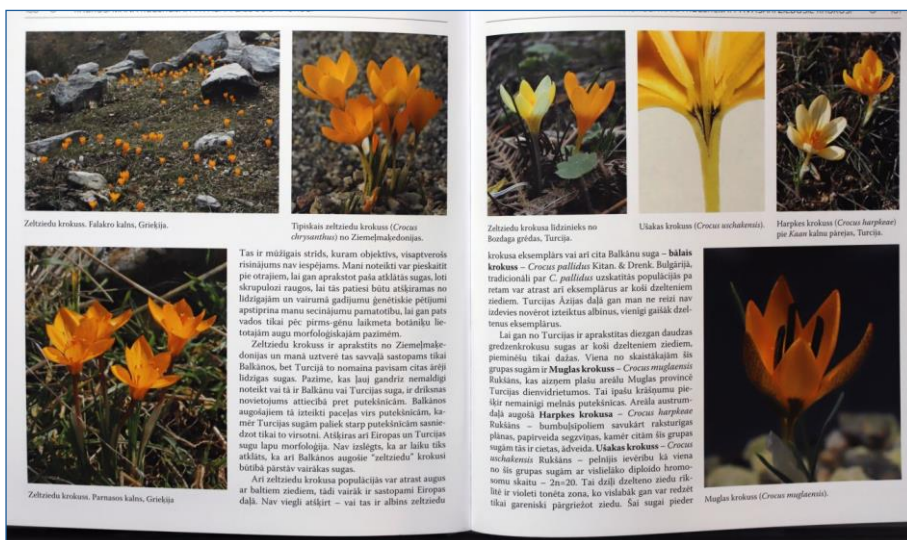 Zeltziedu krokuss. Falakro kalns, Grieķija.
Tipiskais zeltziedu krokuss (Crocus
chrysanthus) no Ziemeļmaķedonijas.
Tas ir mūžīgais strīds, kuram objektīvs, visaptverošs
risinājums nav iespējams. Mani noteikti var pieskaitīt
pie otrajiem, lai gan aprakstot paša atklātās sugas, ļoti
skrupulozi raugos, lai tās patiesi būtu atšķiramas no
līdzīgajām un vairumā gadījumu ģenētiskie pētījumi
apstiprina manu secinājumu pamatotību, lai gan pats
vados tikai pēc pirms-gēnu laikmeta botāniķu lie-
totajām augu morfoloģiskajām pazīmēm.
Zeltziedu krokuss ir aprakstīts no Ziemeļmaķe-
donijas un manā uztverē tas savvaļā sastopams tikai
Balkānos, bet Turcijā to nomaina pavisam citas ārēji
līdzīgas sugas. Pazīme, kas ļauj gandrīz nemaldīgi
noteikt vai tā ir Balkānu vai Turcijas suga, ir drīksnas
novietojums attiecībā pret putekšnīcām. Balkānos
augošajiem tā izteikti paceļas virs putekšnīcām, ka-
mēr Turcijas sugām paliek starp putekšnīcām sasnie-
dzot tikai to virsotni. Atšķiras arī Eiropas un Turcijas
sugu lapu morfoloģija. Nav izslēgts, ka ar laiku tiks
atklāts, ka arī Balkānos augošie "zeltziedu" krokusi
būtībā pārstāv vairākas sugas.
Arī zeltziedu krokusa populācijās var atrast augus
ar baltiem ziediem, tādi vairāk ir sastopami Eiropas
daļā. Nav viegli atšķirt – vai tas ir albīns zeltziedu
Zeltziedu krokuss. Parnasos kalns, Grieķija
Zeltziedu krokusa līdzinieks no
Bozdaga grēdas, Turcija.
Ušakas krokuss (Crocus uschakensis).
Harpkes krokuss (Crocus harpkeae)
pie Kaan kalnu pārejas, Turcija.
krokusa eksemplārs vai arī cita Balkānu suga – bālais
krokuss – Crocus pallidus Kitan. & Drenk. Bulgārijā,
tradicionāli par C. pallidus uzskatītās populācijās pa
retam var atrast arī eksemplārus ar koši dzelteniem
ziediem. Turcijas Āzijas daļā gan man ne reizi nav
izdevies novērot izteiktus albīnus, vienīgi gaišāk dzel-
tenus eksemplārus.
Lai gan no Turcijas ir aprakstītas diezgan daudzas
gredzenkrokusu sugas ar koši dzelteniem ziediem,
pieminēšu tikai dažas. Viena no skaistākajām šīs
grupas sugām ir Muglas krokuss – Crocus muglaensis
Rukšāns, kas aizņem plašu areālu Muglas provincē
Turcijas dienvidrietumos. Tai īpašu krāšņumu pie-
šķir nemainīgi melnās putekšnīcas. Areāla austrum-
daļā augošā Harpkes krokusa – Crocus harpkeae
Rukšāns – bumbuļsīpoliem savukārt raksturīgas
plānas, papīrveida segzvīņas, kamēr citām šīs grupas
sugām tās ir cietas, ādveida. Ušakas krokuss – Crocus
uschakensis Rukšāns – pelnījis ievērību kā viena
no šīs grupas sugām ar vislielāko diploīdo hromo-
somu skaitu – 2n=20. Tai dziļi dzelteno ziedu rīk-
lītē ir violeti tonēta zona, ko vislabāk gan var redzēt
tikai gareniski pārgriežot ziedu. Šai sugai pieder
Muglas krokuss (Crocus muglaensis).